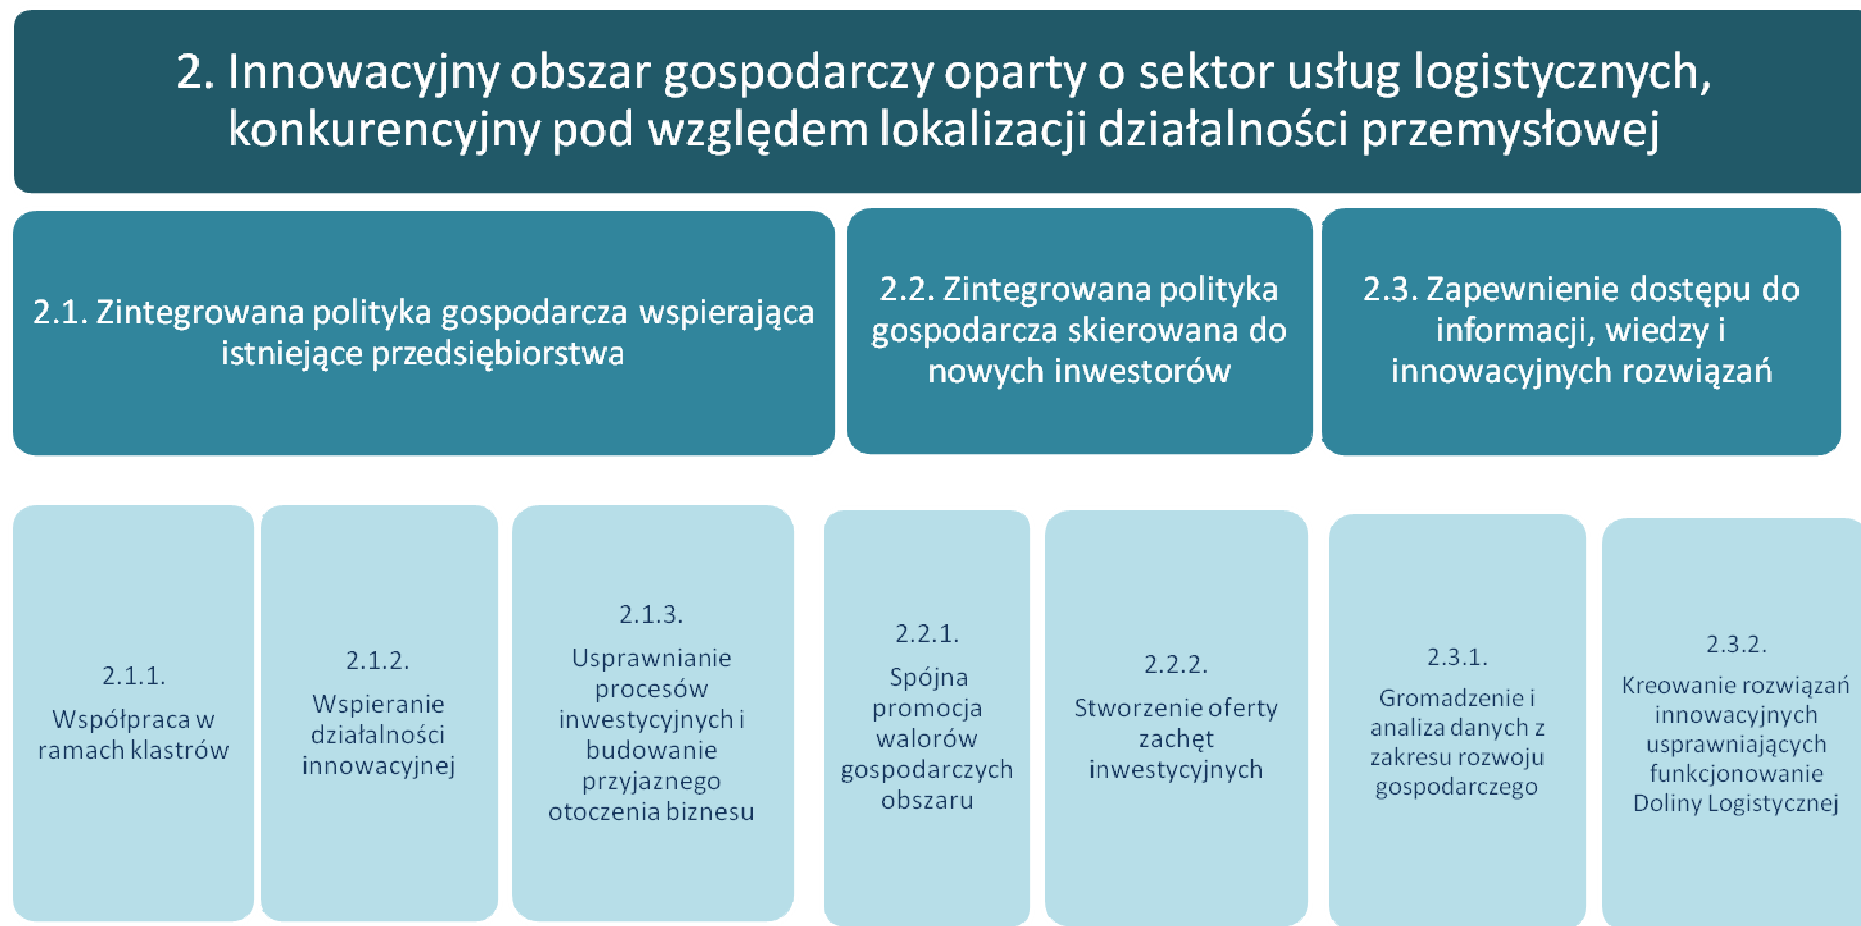 2. Innowacyjny obszar gospodarczy oparty o sektor usług logistycznych,
konkurencyjny pod względem lokalizacji działalności przemysłowej
2.1. Zintegrowana polityka gospodarcza wspierająca
istniejące przedsiębiorstwa
2.2. Zintegrowana polityka
gospodarcza skierowana do
nowych inwestorów
2.3. Zapewnienie dostępu do
informacji, wiedzy i
innowacyjnych rozwiązań
2.1.1.
Współpraca w
ramach klastrów
2.1.2.
Wspieranie
działalności
innowacyjnej
2.1.3.
Usprawnianie
procesów
inwestycyjnych i
budowanie
przyjaznego
otoczenia biznesu
2.2.1.
Spójna
promocja
walorów
gospodarczych
obszaru
2.2.2.
Stworzenie oferty
zachęt
inwestycyjnych
2.3.1.
Gromadzenie i
analiza danych z
zakresu rozwoju
gospodarczego
2.3.2.
Kreowanie rozwiązań
innowacyjnych
usprawniających
funkcjonowanie
Doliny Logistycznej